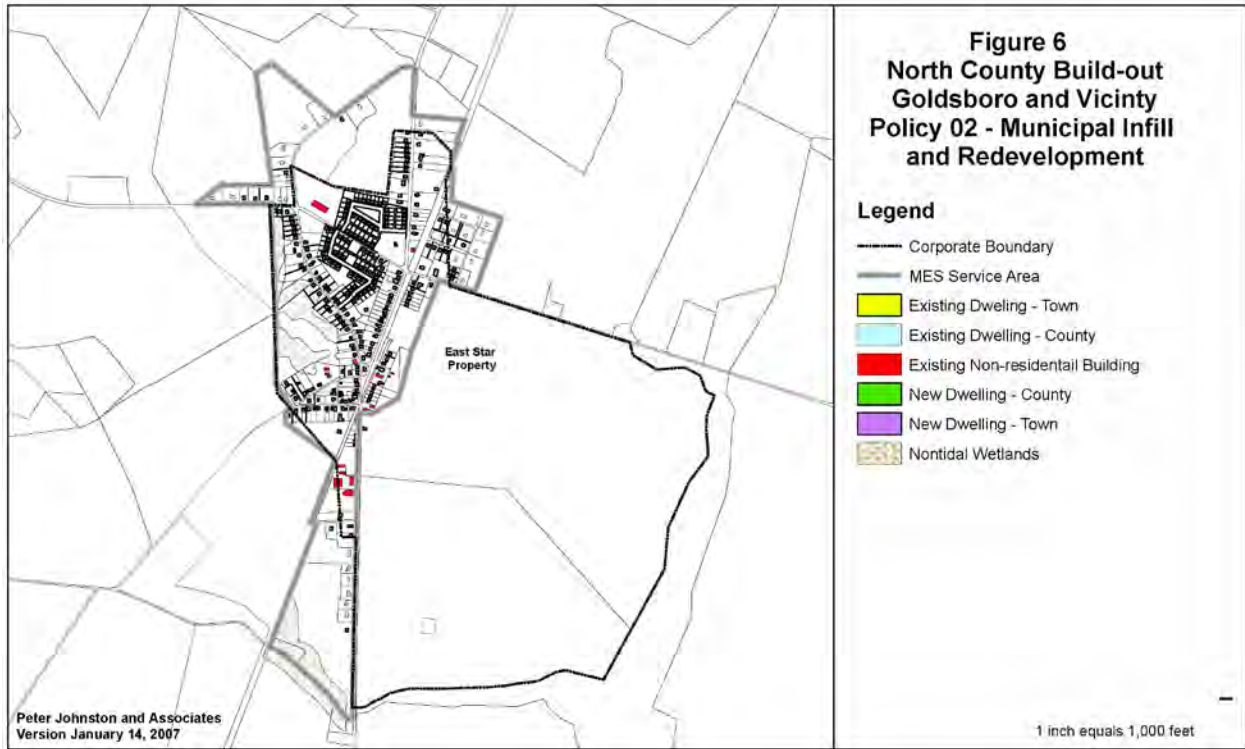 Figure 6
North County Build-out
Goldsboro and Vicinty
Policy 02 - Municipal Infill
and Redevelopment
Legend
Corporate Boundary
MES Service Area
Existing Dweling - Town
Existing Dwelling - County
Existing Non-residentail Building
New Dwelling - County
New Dwelling - Town
Nontidal Wetlands
East Star
Property
Peter Johnston and Associates
Version January 14, 2007
1 inch equals 1,000 feet